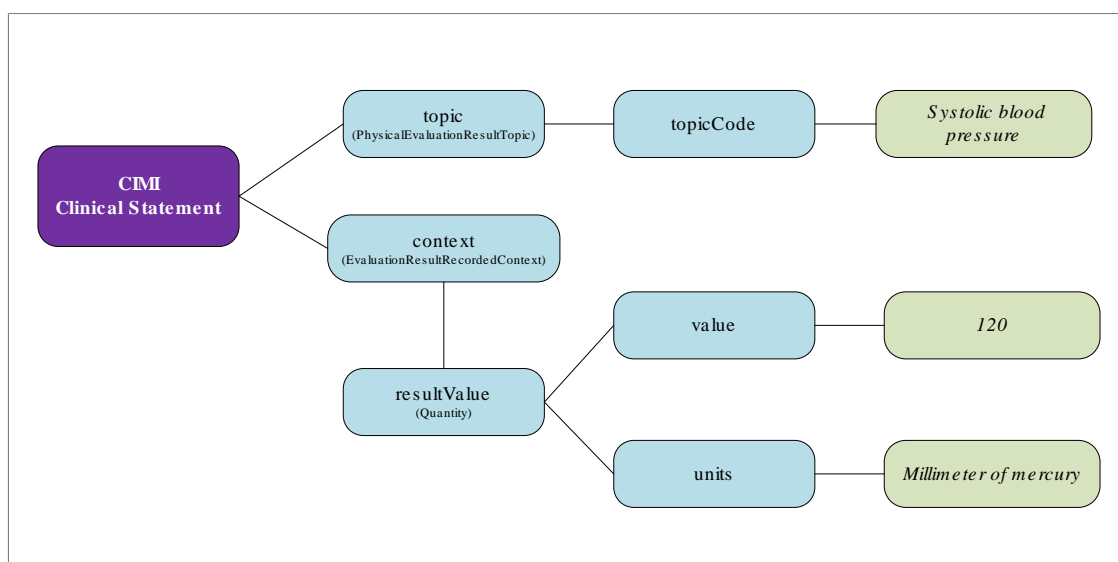 topic
(PhysicalEvaluationResultTopic)
topicCode
Systolic blood
pressure
CIMI
Clinical Statement
context
(EvaluationResultRecordedContext)
value
120
resultValue
(Quantity)
units
Millimeter of mercury